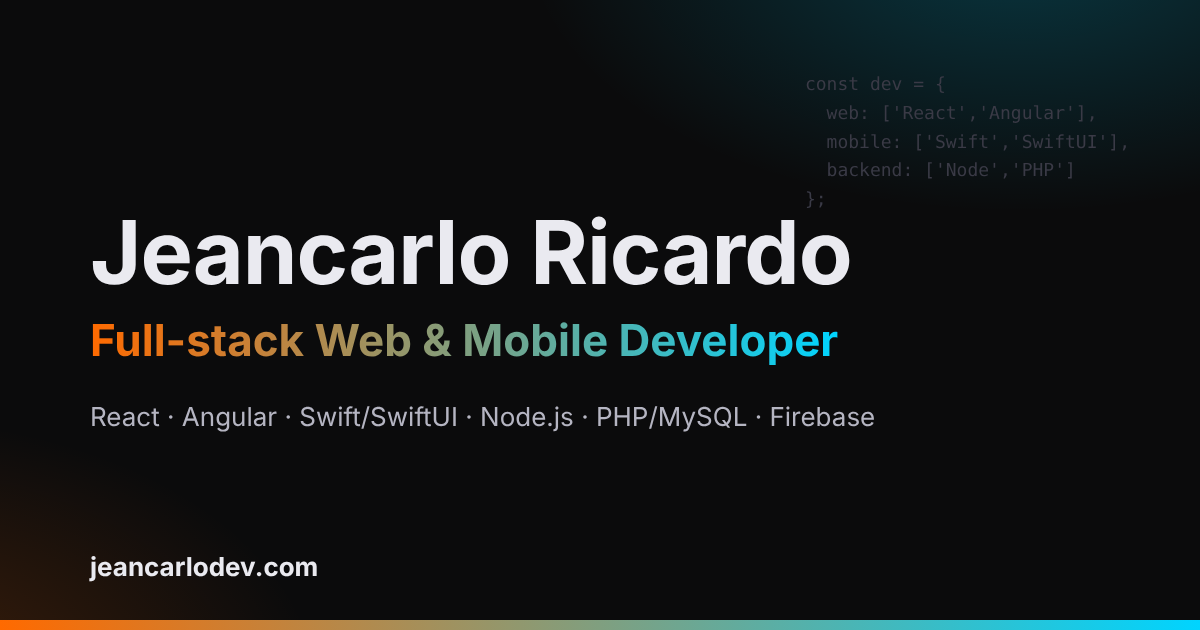 const dev = {
  web: ['React','Angular'],
  mobile: ['Swift','SwiftUI'],
  backend: ['Node','PHP']
};
Jeancarlo Ricardo
Full-stack Web & Mobile Developer
React · Angular · Swift/SwiftUI · Node.js · PHP/MySQL · Firebase
jeancarlodev.com